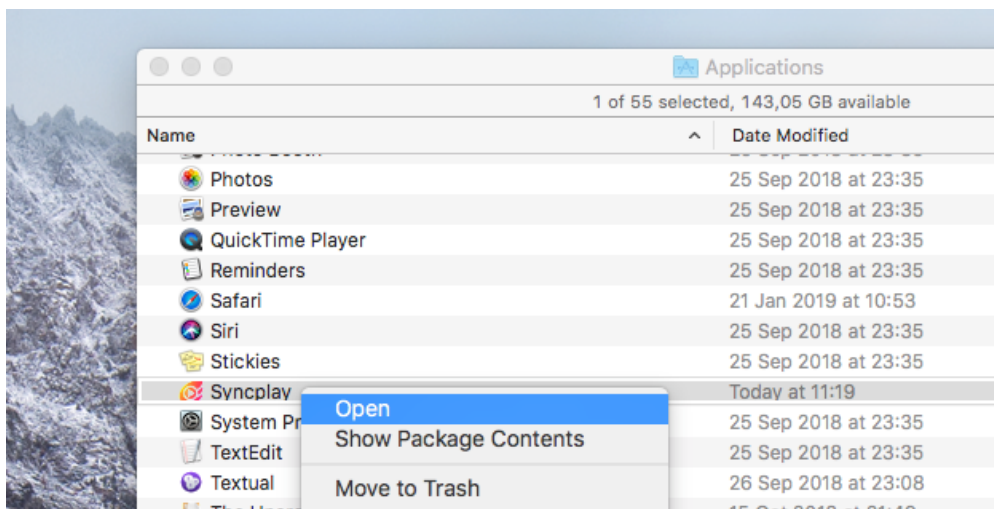 Applications
1 of 55 selected, 143,05 GB available
Name Date Modified
Photos 25 Sep 2018 at 23:35
Preview 25 Sep 2018 at 23:35
QuickTime Player 25 Sep 2018 at 23:35
Reminders 25 Sep 2018 at 23:35
Safari 21 Jan 2019 at 10:53
Siri 25 Sep 2018 at 23:35
Stickies 25 Sep 2018 at 23:35
Syncplay Today at 11:19
Open
System Pr 25 Sep 2018 at 23:35
Show Package Contents
TextEdit 25 Sep 2018 at 23:35
Textual 26 Sep 2018 at 23:08
Move to Trash